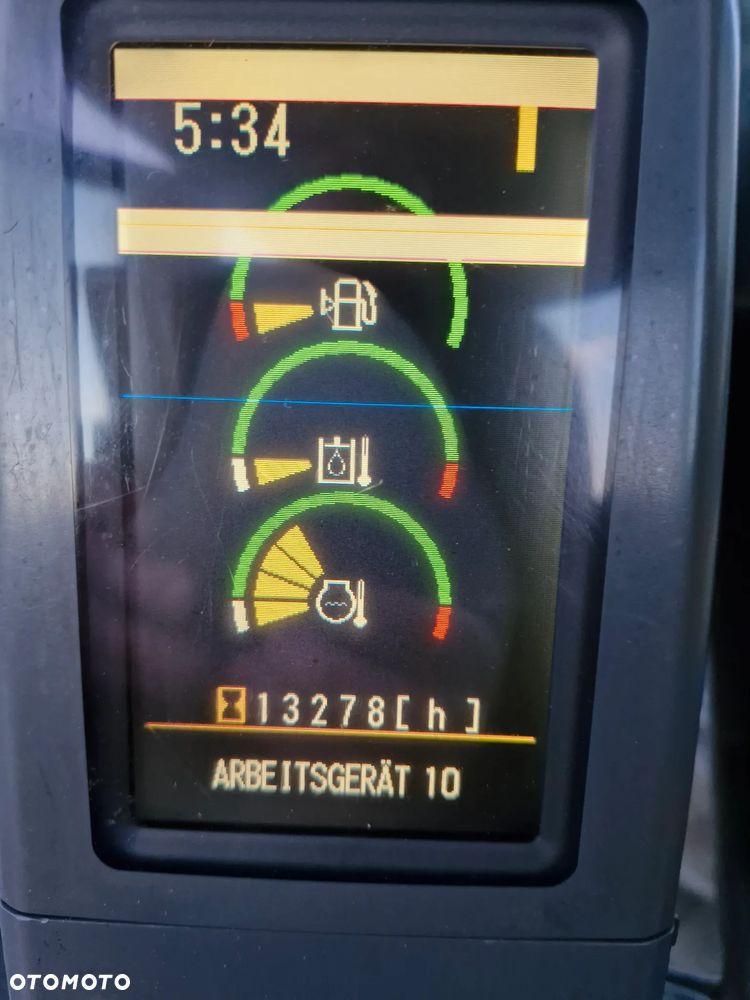 5:34
13278[h]
ARBEITSGERÄT 10
OTOMOTO